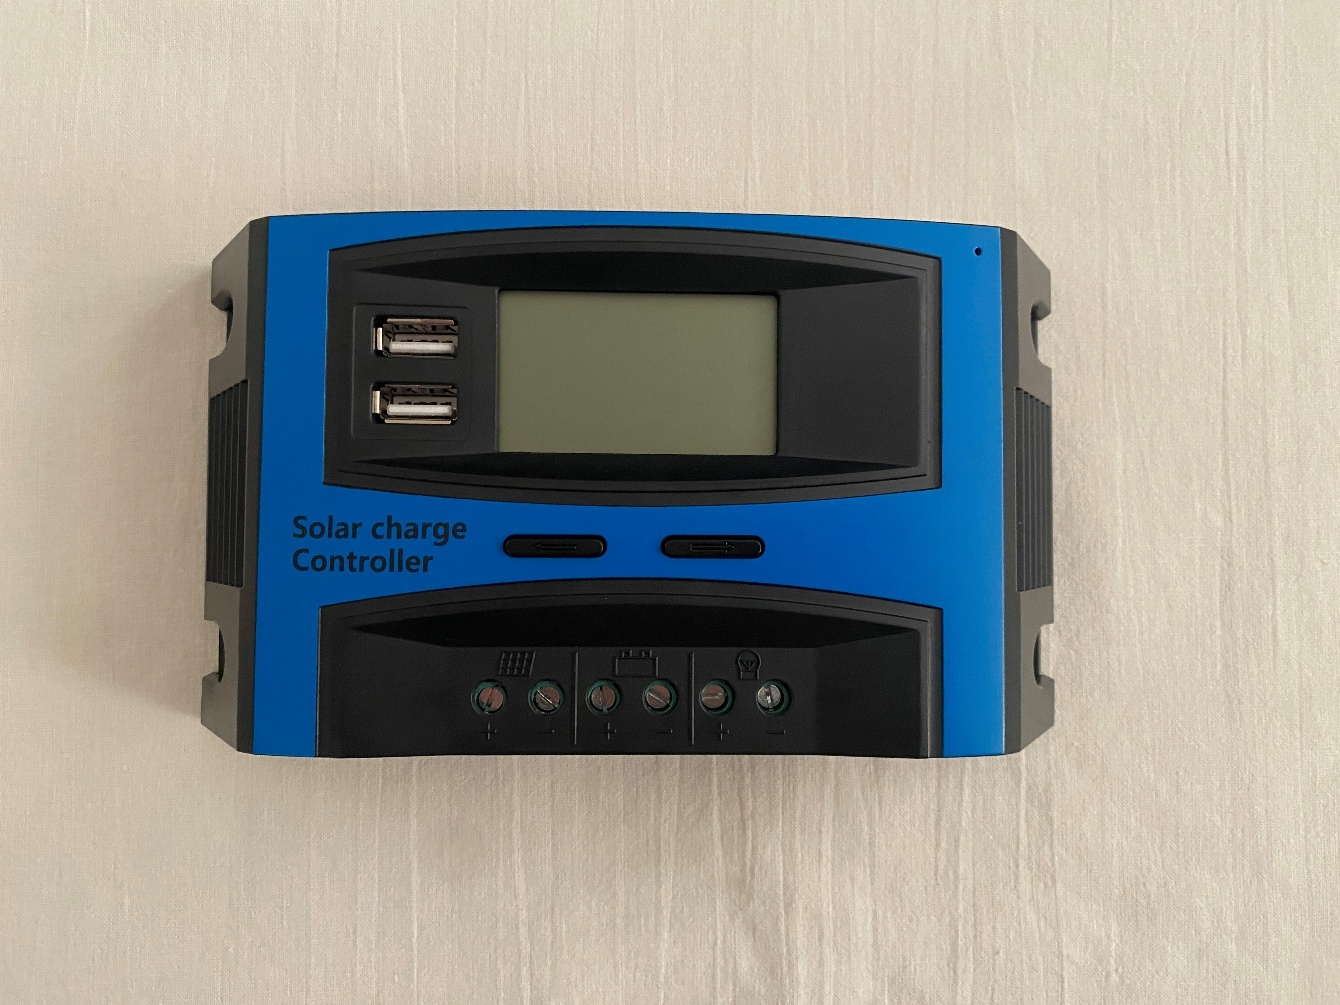 Solar charge
Controller
+ − + − + −